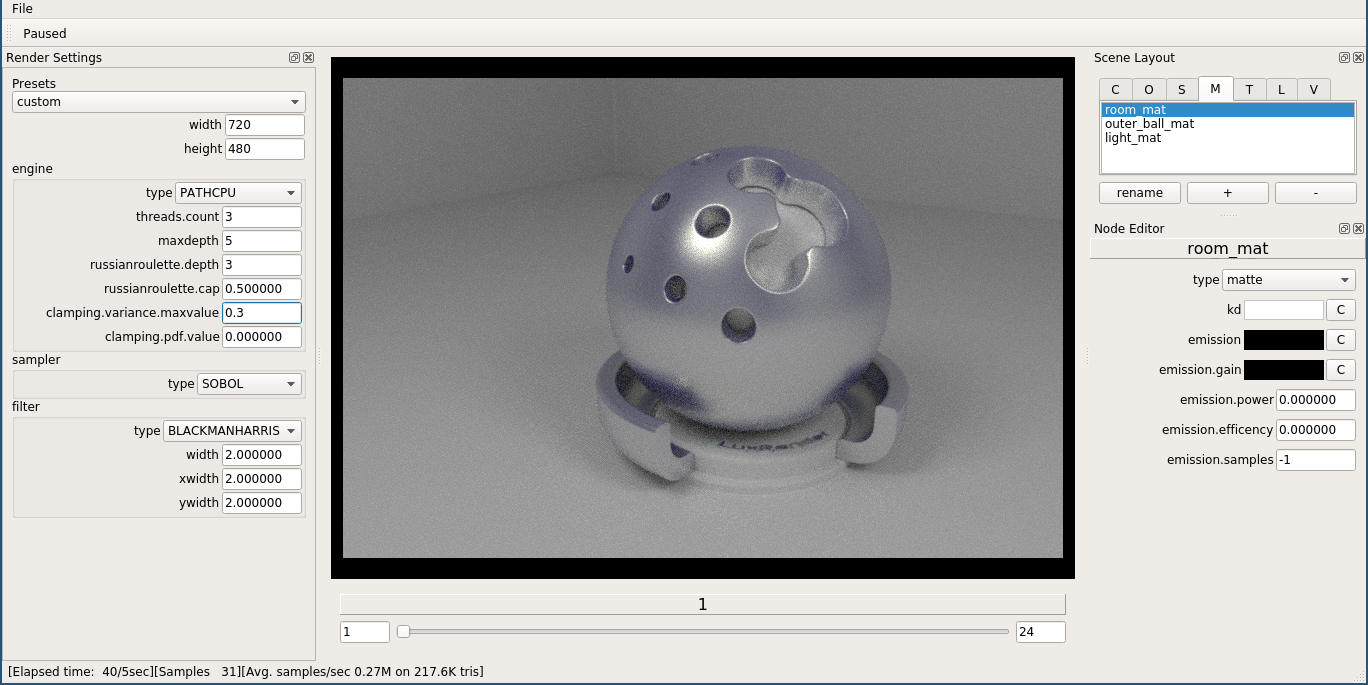 File
Paused
Render Settings
Presets
custom
width 720
height 480
engine
type PATHCPU
threads.count 3
maxdepth 5
russianroulette.depth 3
russianroulette.cap 0.500000
clamping.variance.maxvalue 0.3
clamping.pdf.value 0.000000
sampler
type SOBOL
filter
type BLACKMANHARRIS
width 2.000000
xwidth 2.000000
ywidth 2.000000
LuxRender
1
1 24
Scene Layout
C O S M T L V
room_mat
outer_ball_mat
light_mat
rename + -
Node Editor
room_mat
type matte
kd C
emission C
emission.gain C
emission.power 0.000000
emission.efficency 0.000000
emission.samples -1
[Elapsed time: 40/5sec][Samples 31][Avg. samples/sec 0.27M on 217.6K tris]